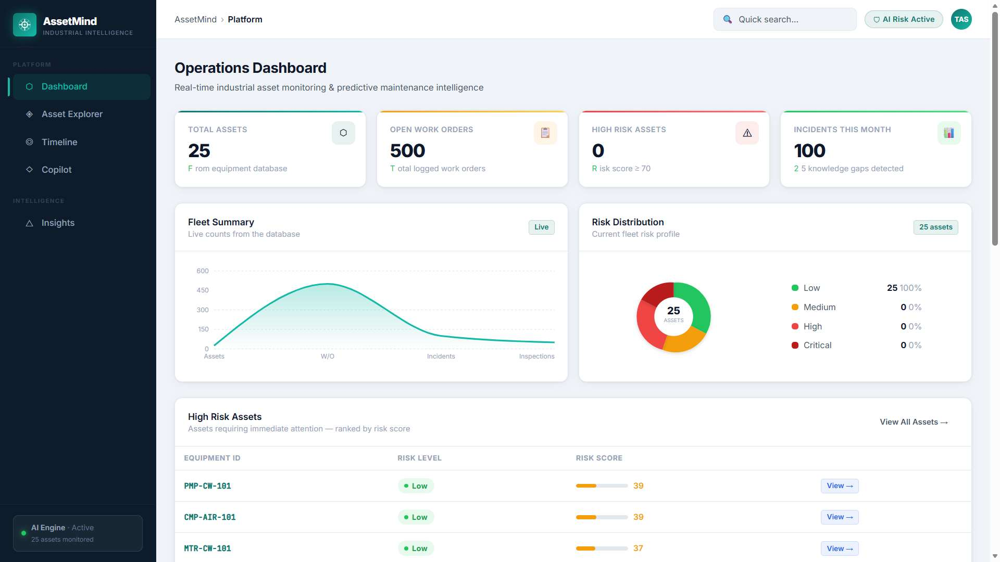 AssetMind
INDUSTRIAL INTELLIGENCE
PLATFORM
Dashboard
Asset Explorer
Timeline
Copilot
INTELLIGENCE
Insights
AI Engine · Active
25 assets monitored
AssetMind › Platform
Quick search...
AI Risk Active
TAS
Operations Dashboard
Real-time industrial asset monitoring & predictive maintenance intelligence
TOTAL ASSETS
25
F rom equipment database
OPEN WORK ORDERS
500
T otal logged work orders
HIGH RISK ASSETS
0
R isk score ≥ 70
INCIDENTS THIS MONTH
100
2 5 knowledge gaps detected
Fleet Summary
Live counts from the database
Live
600
450
300
150
0
Assets W/O Incidents Inspections
Risk Distribution
Current fleet risk profile
25 assets
25
ASSETS
Low 25 100%
Medium 0 0%
High 0 0%
Critical 0 0%
High Risk Assets
Assets requiring immediate attention — ranked by risk score
View All Assets →
EQUIPMENT ID RISK LEVEL RISK SCORE
PMP-CW-101 Low 39 View →
CMP-AIR-101 Low 39 View →
MTR-CW-101 Low 37 View →